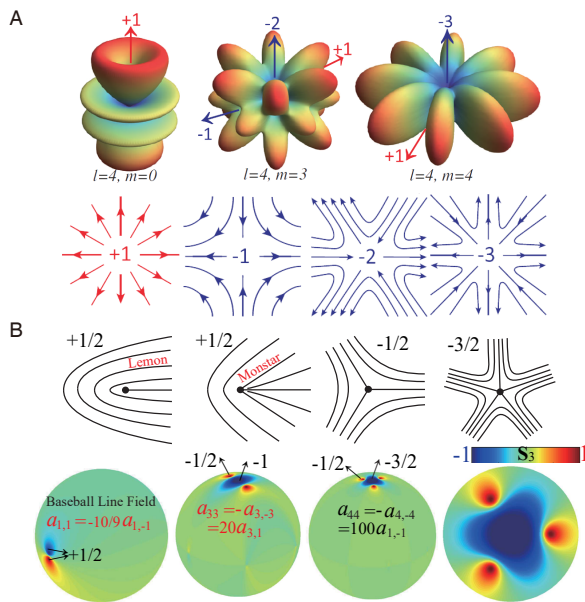 A
+1
-2
+1
-1
-3
+1
l=4, m=0
l=4, m=3
l=4, m=4
+1
-1
-2
-3
B
+1/2
Lemon
+1/2
Monstar
-1/2
-3/2
-1 S3 1
Baseball Line Field
a1,1 =-10/9a1,-1
+1/2
-1/2
-1
a33=-a3,-3
=20a3,1
-1/2
-3/2
a44=-a4,-4
=100a1,-1